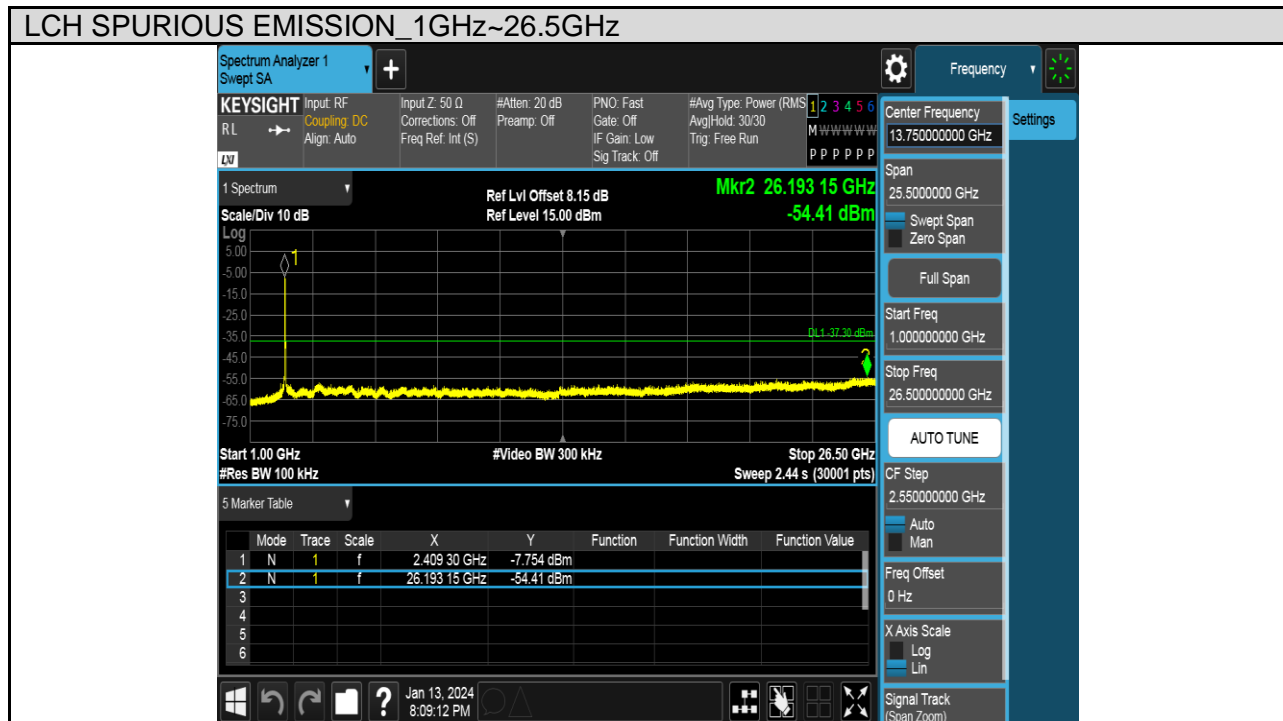 LCH SPURIOUS EMISSION_1GHz~26.5GHz
Spectrum Analyzer 1
Swept SA
+
Frequency
KEYSIGHT
RL
LXI
Input: RF
Coupling: DC
Align: Auto
Input Z: 50 Ω
Corrections: Off
Freq Ref: Int (S)
#Atten: 20 dB
Preamp: Off
PNO: Fast
Gate: Off
IF Gain: Low
Sig Track: Off
#Avg Type: Power (RMS
Avg|Hold: 30/30
Trig: Free Run
1 2 3 4 5 6
M W W W W W
P P P P P P
1 Spectrum
Scale/Div 10 dB
Ref Lvl Offset 8.15 dB
Ref Level 15.00 dBm
Mkr2 26.193 15 GHz
-54.41 dBm
Log
5.00
-5.00
-15.0
-25.0
-35.0
-45.0
-55.0
-65.0
-75.0
1
DL1 -37.30 dBm
2
Start 1.00 GHz
#Video BW 300 kHz
Stop 26.50 GHz
#Res BW 100 kHz
Sweep 2.44 s (30001 pts)
5 Marker Table
Mode Trace Scale X Y Function Function Width Function Value
1 N 1 f 2.409 30 GHz -7.754 dBm
2 N 1 f 26.193 15 GHz -54.41 dBm
3
4
5
6
?
Jan 13, 2024
8:09:12 PM
Center Frequency
13.750000000 GHz
Settings
Span
25.5000000 GHz
Swept Span
Zero Span
Full Span
Start Freq
1.000000000 GHz
Stop Freq
26.500000000 GHz
AUTO TUNE
CF Step
2.550000000 GHz
Auto
Man
Freq Offset
0 Hz
X Axis Scale
Log
Lin
Signal Track
(Span Zoom)